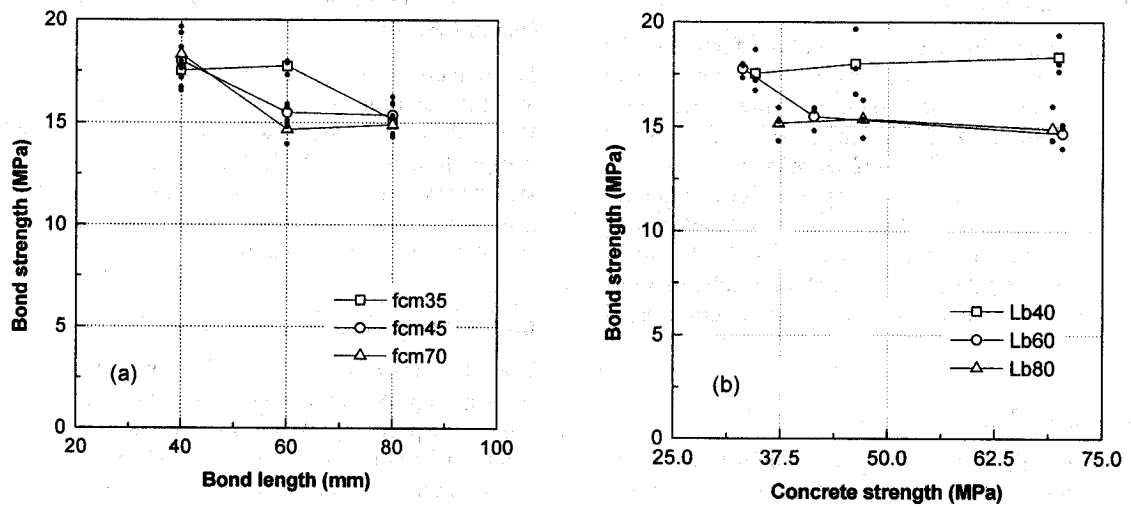 20
15
10
5
0
Bond strength (MPa)
fcm35
fcm45
fcm70
(a)
20 40 60 80 100
Bond length (mm)
20
15
10
5
0
Bond strength (MPa)
Lb40
Lb60
Lb80
(b)
25.0 37.5 50.0 62.5 75.0
Concrete strength (MPa)